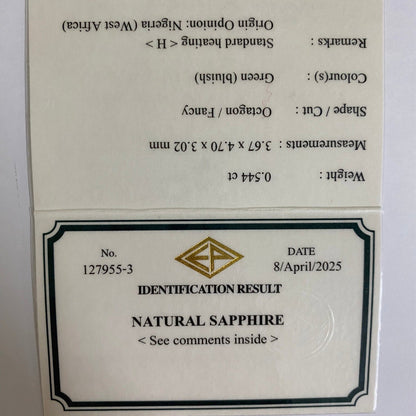 Weight : 0.544 ct
Measurements : 3.67 x 4.70 x 3.02 mm
Shape / Cut : Octagon / Fancy
Colour(s) : Green (bluish)
Remarks : Standard heating < H >
Origin Opinion: Nigeria (West Africa)
No.
127955-3
DATE
8/April/2025
IDENTIFICATION RESULT
NATURAL SAPPHIRE
< See comments inside >